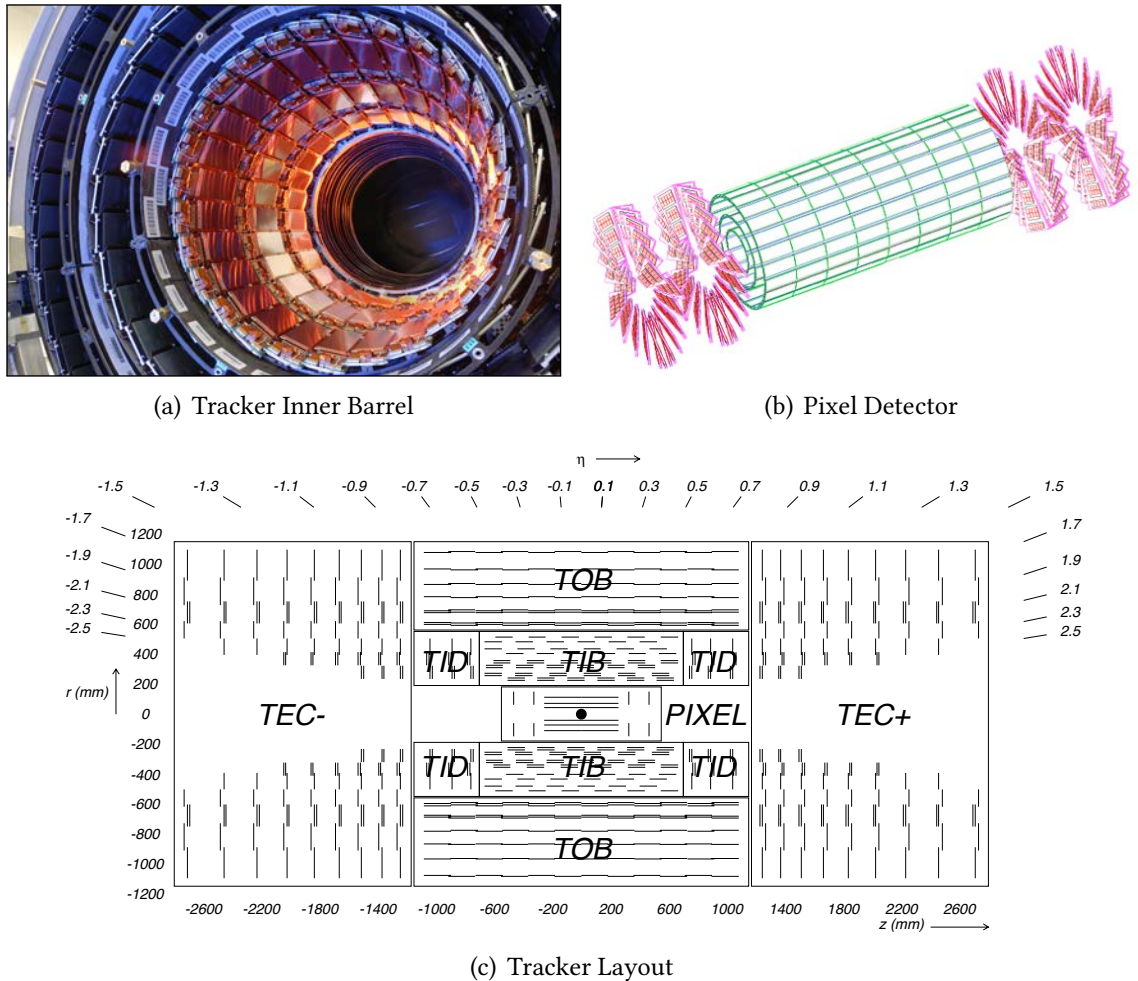 (a) Tracker Inner Barrel
(b) Pixel Detector
η
-1.5 -1.3 -1.1 -0.9 -0.7 -0.5 -0.3 -0.1 0.1 0.3 0.5 0.7 0.9 1.1 1.3 1.5
-1.7 1200 1.7
-1.9 1000 1.9
-2.1 800 TOB 2.1
-2.3 600 2.3
-2.5 400 2.5
TID TIB TID
r (mm) 200
0 TEC- PIXEL TEC+
-200
-400 TID TIB TID
-600
-800 TOB
-1000
-1200
-2600 -2200 -1800 -1400 -1000 -600 -200 200 600 1000 1400 1800 2200 2600
z (mm)
(c) Tracker Layout